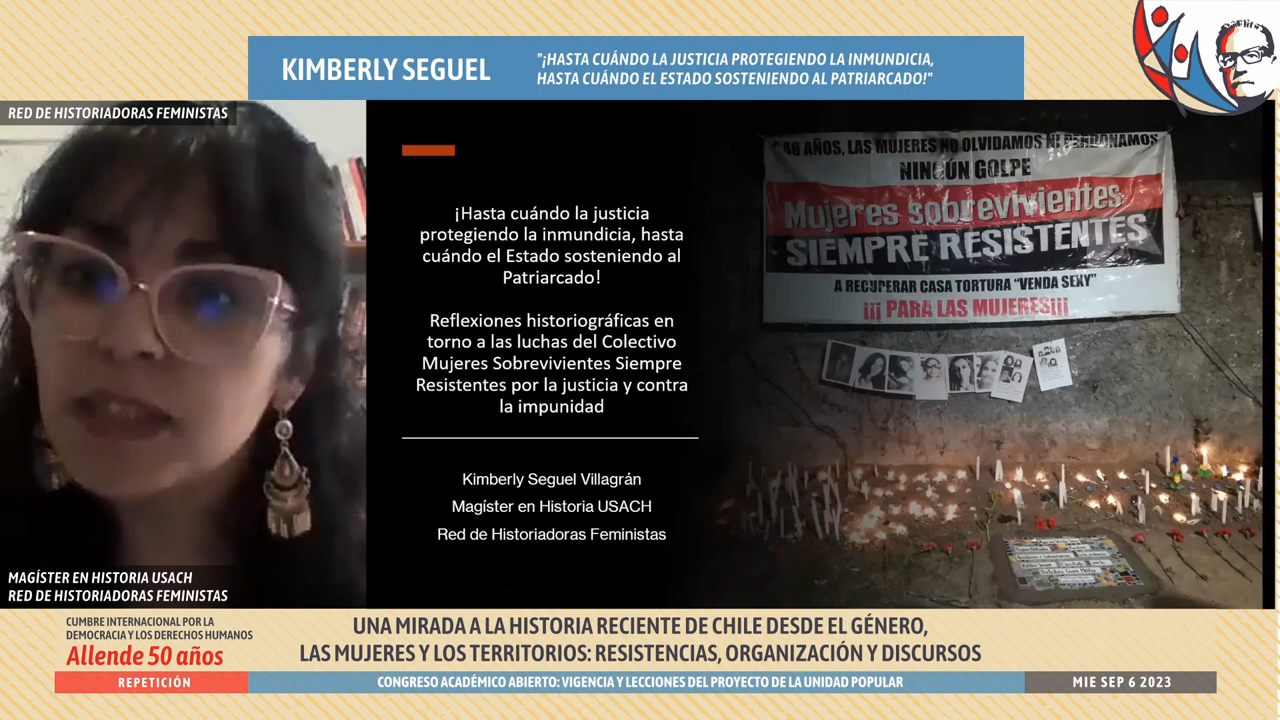 KIMBERLY SEGUEL
"¡HASTA CUÁNDO LA JUSTICIA PROTEGIENDO LA INMUNDICIA,
HASTA CUÁNDO EL ESTADO SOSTENIENDO AL PATRIARCADO!"
RED DE HISTORIADORAS FEMINISTAS
¡Hasta cuándo la justicia
protegiendo la inmundicia, hasta
cuándo el Estado sosteniendo al
Patriarcado!
Reflexiones historiográficas en
torno a las luchas del Colectivo
Mujeres Sobrevivientes Siempre
Resistentes por la justicia y contra
la impunidad
Kimberly Seguel Villagrán
Magíster en Historia USACH
Red de Historiadoras Feministas
40 AÑOS, LAS MUJERES NO OLVIDAMOS NI PERDONAMOS
NINGÚN GOLPE
Mujeres sobrevivientes
SIEMPRE RESISTENTES
A RECUPERAR CASA TORTURA "VENDA SEXY"
¡¡¡ PARA LAS MUJERES¡¡¡
MAGÍSTER EN HISTORIA USACH
RED DE HISTORIADORAS FEMINISTAS
CUMBRE INTERNACIONAL POR LA
DEMOCRACIA Y LOS DERECHOS HUMANOS
Allende 50 años
REPETICIÓN
UNA MIRADA A LA HISTORIA RECIENTE DE CHILE DESDE EL GÉNERO,
LAS MUJERES Y LOS TERRITORIOS: RESISTENCIAS, ORGANIZACIÓN Y DISCURSOS
CONGRESO ACADÉMICO ABIERTO: VIGENCIA Y LECCIONES DEL PROYECTO DE LA UNIDAD POPULAR
MIE SEP 6 2023